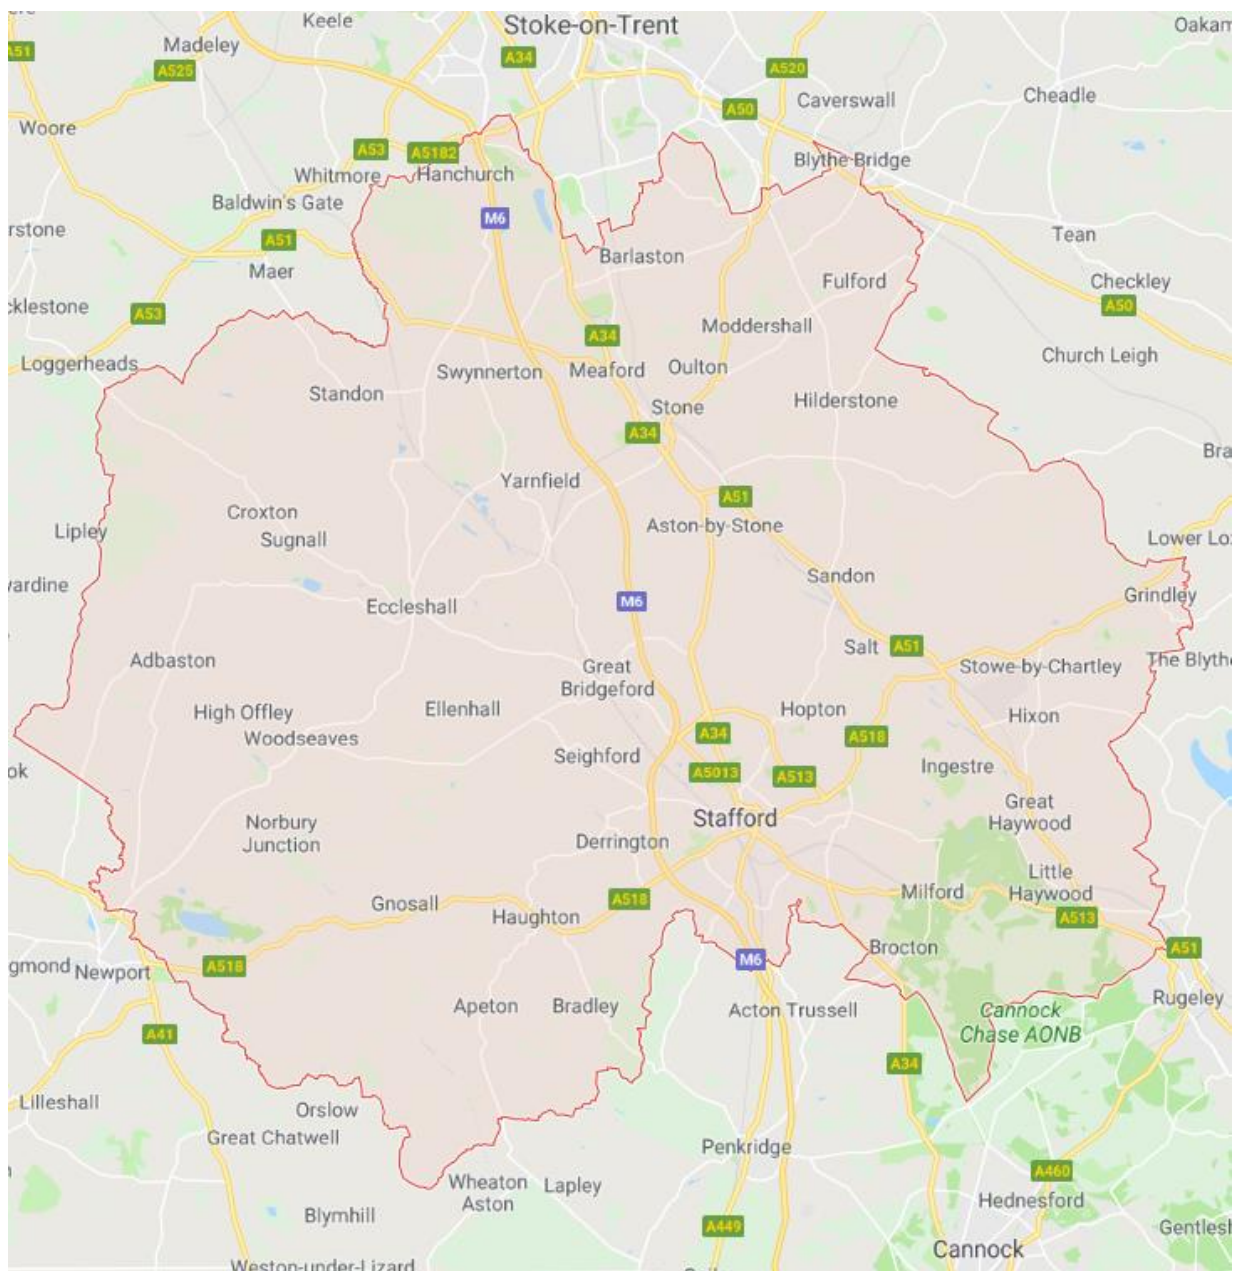 Keele
Stoke-on-Trent
Oakam
Madeley
A51
A525
A34
A520
A50
Caverswall
Cheadle
Woore
A53
A5182
Whitmore
Hanchurch
Blythe Bridge
Baldwin's Gate
M6
rstone
A51
Tean
Maer
Barlaston
Fulford
Checkley
cklestone
A53
A50
A34
Moddershall
Loggerheads
Swynnerton
Meaford
Oulton
Church Leigh
Standon
Stone
Hilderstone
A34
Bra
Yarnfield
A51
Croxton
Aston-by-Stone
Lipley
Sugnall
Lower Lo
Sandon
vardine
Eccleshall
M6
Grindley
Adbaston
Salt
A51
Great
Bridgeford
Stowe-by-Chartley
The Blythe
High Offley
Ellenhall
Hopton
Hixon
Woodseaves
A34
A518
Seighford
A5013
A513
Ingestre
ok
Stafford
Great
Haywood
Norbury
Junction
Derrington
Little
Haywood
Gnosall
A518
Milford
Haughton
A513
Brocton
A51
gmond
Newport
A518
M6
Apeton
Bradley
Acton Trussell
Cannock
Chase AONB
Rugeley
A41
A34
Lilleshall
Orslow
Great Chatwell
Penkridge
A460
Wheaton
Aston
Lapley
Hednesford
Blymhill
A449
Gentlesh
Cannock
Weston-under-Lizard